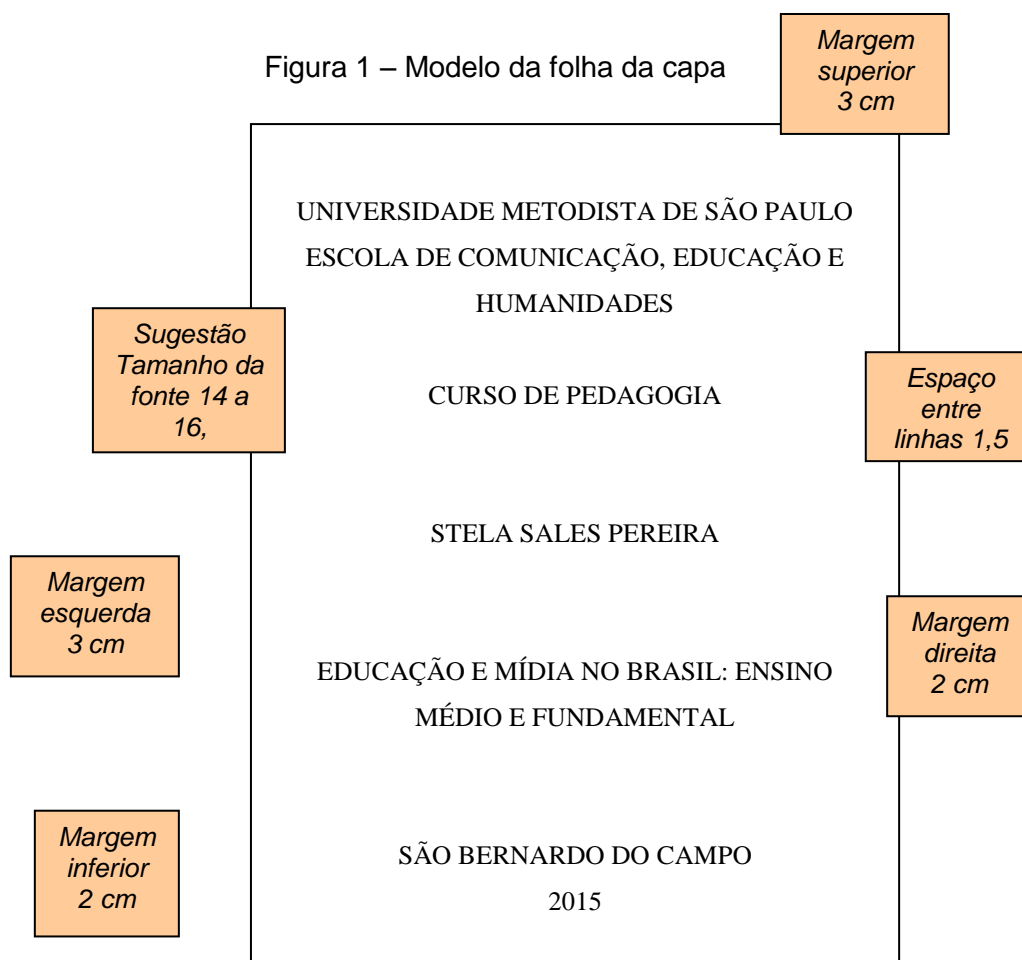 Margem
superior
3 cm
Figura 1 – Modelo da folha da capa
UNIVERSIDADE METODISTA DE SÃO PAULO
ESCOLA DE COMUNICAÇÃO, EDUCAÇÃO E
HUMANIDADES
Sugestão
Tamanho da
fonte 14 a
16,
CURSO DE PEDAGOGIA
Espaço
entre
linhas 1,5
STELA SALES PEREIRA
Margem
esquerda
3 cm
Margem
direita
2 cm
EDUCAÇÃO E MÍDIA NO BRASIL: ENSINO
MÉDIO E FUNDAMENTAL
Margem
inferior
2 cm
SÃO BERNARDO DO CAMPO
2015